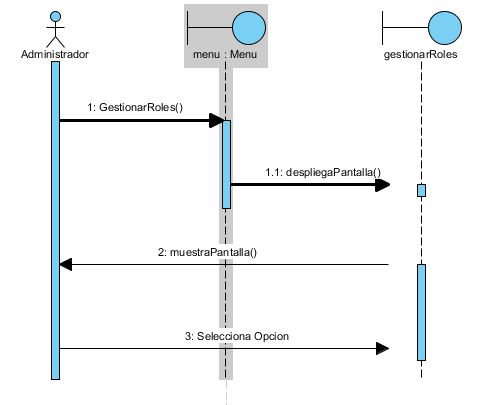 Administrador
menu : Menu
gestionarRoles
1: GestionarRoles()
1.1: despliegaPantalla()
2: muestraPantalla()
3: Selecciona Opcion